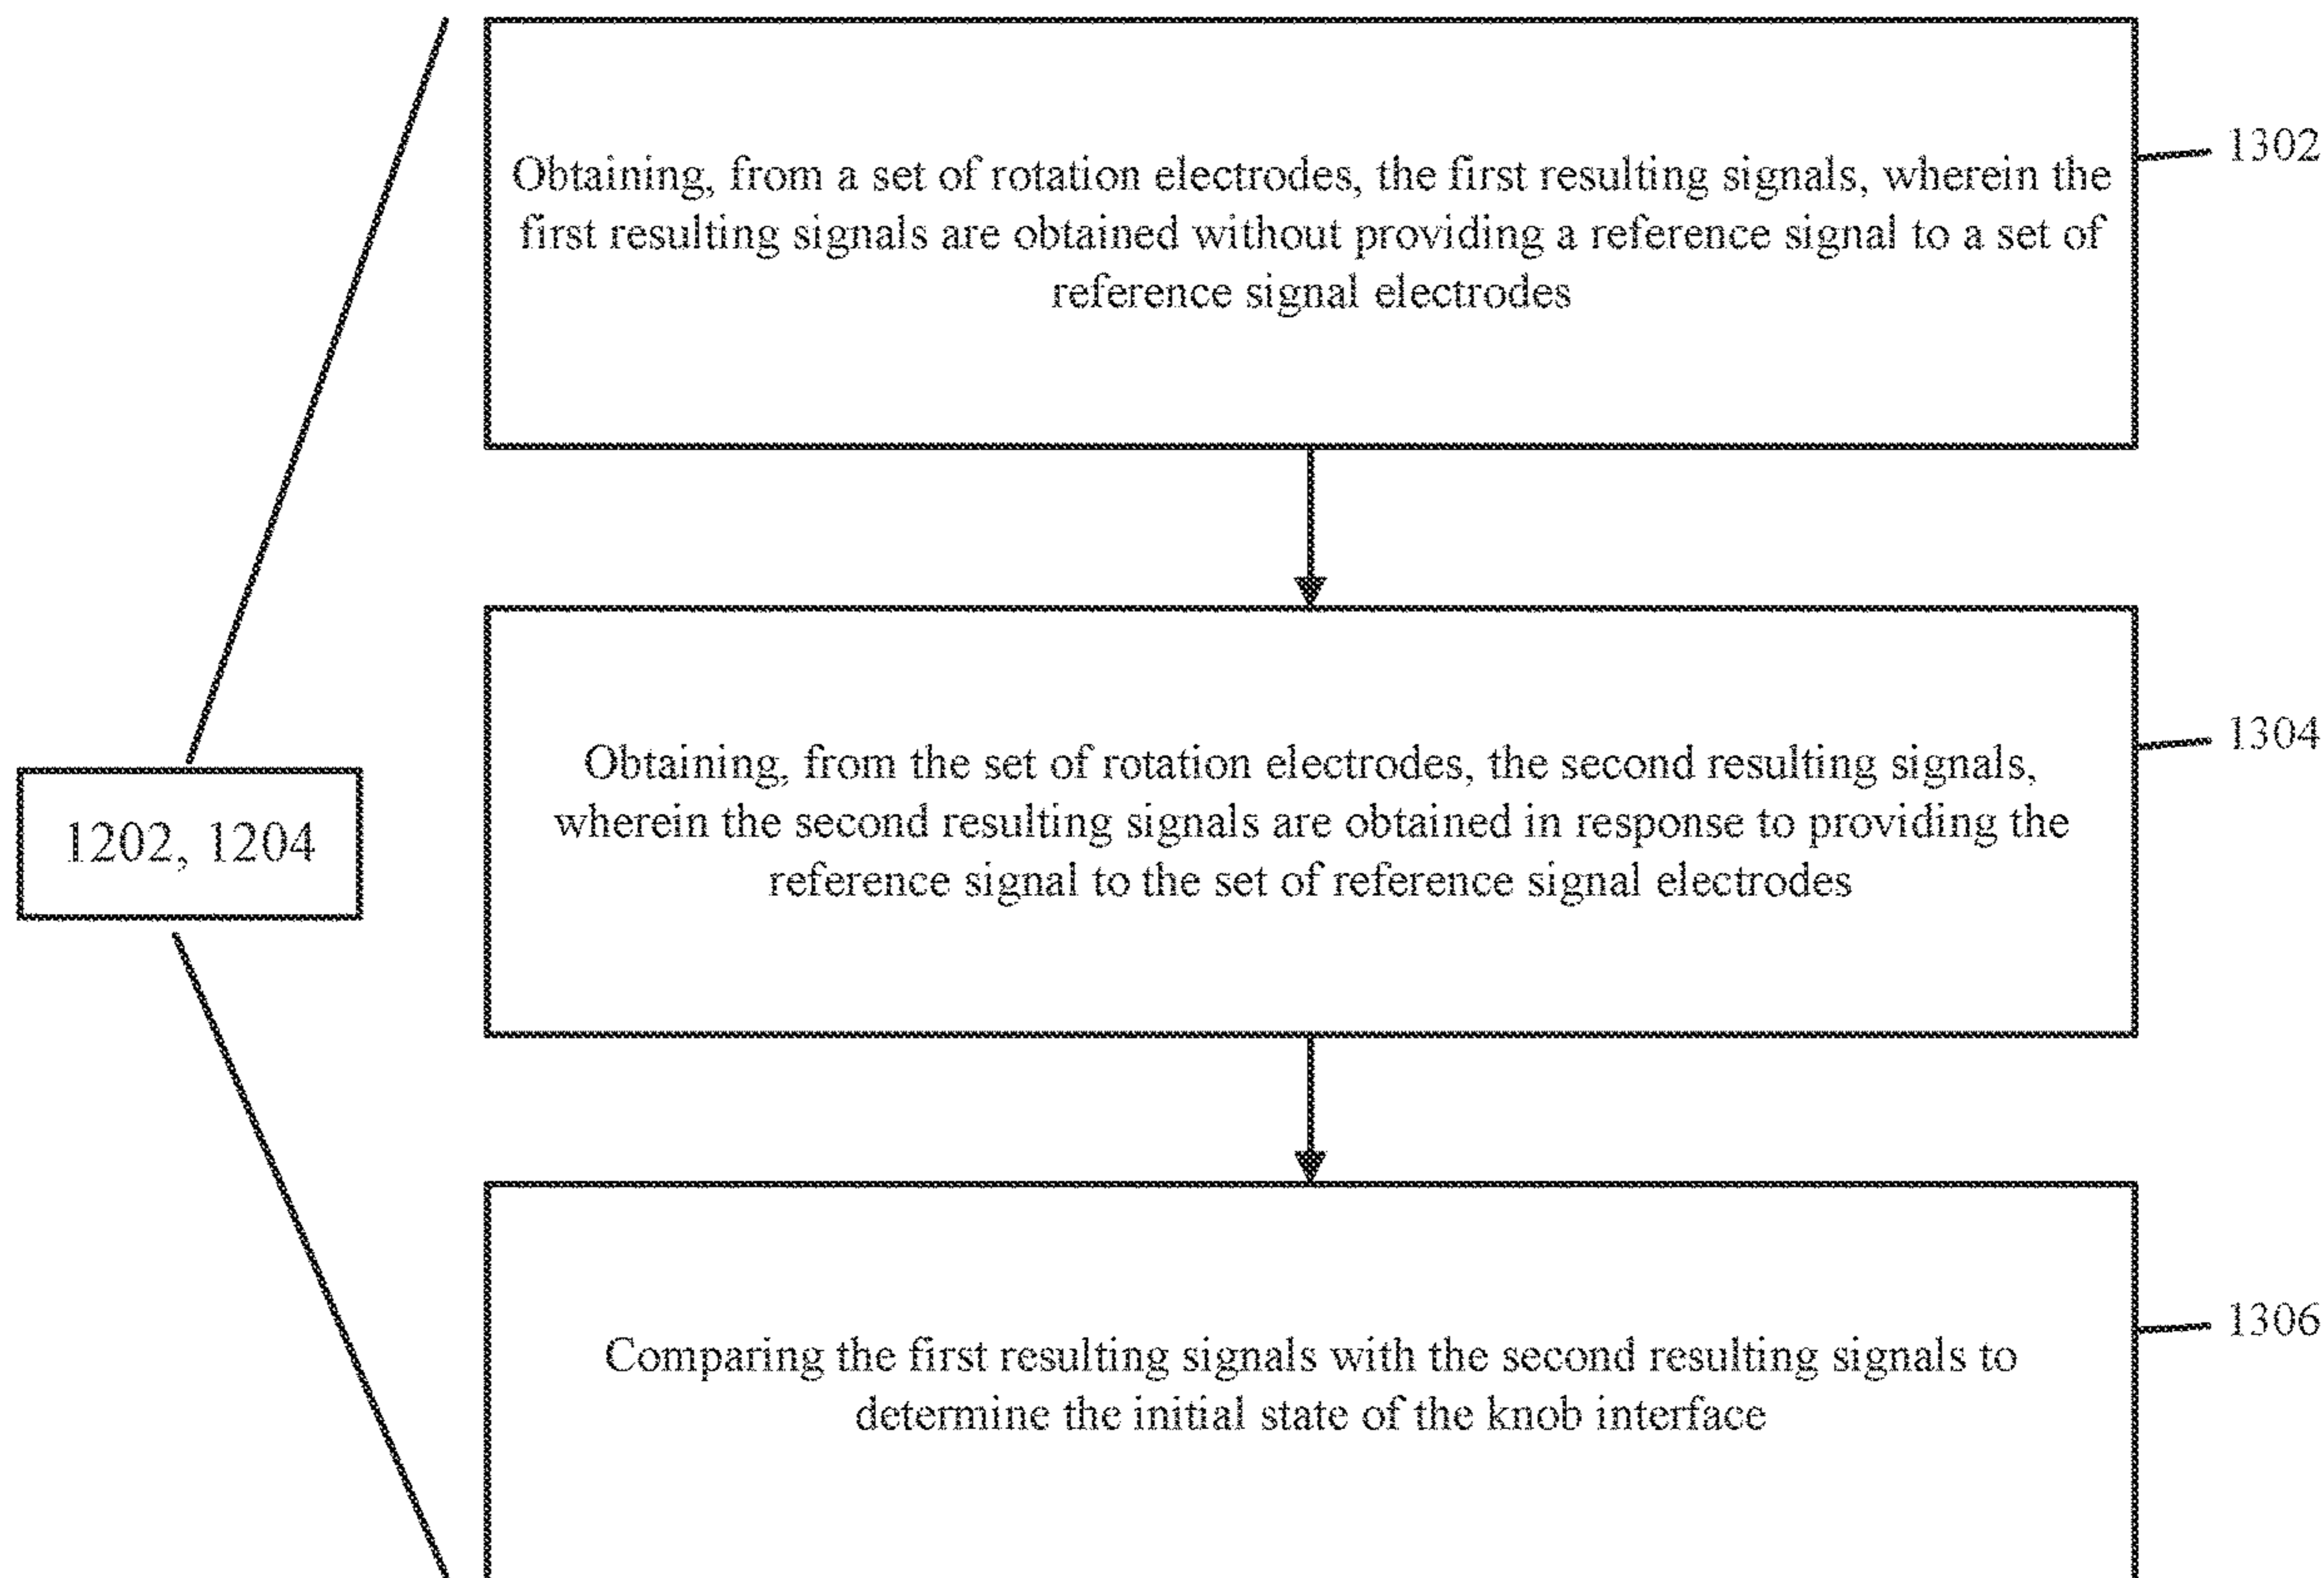 Obtaining, from a set of rotation electrodes, the first resulting signals, wherein the
first resulting signals are obtained without providing a reference signal to a set of
reference signal electrodes
1302
Obtaining, from the set of rotation electrodes, the second resulting signals,
wherein the second resulting signals are obtained in response to providing the
reference signal to the set of reference signal electrodes
1304
1202, 1204
Comparing the first resulting signals with the second resulting signals to
determine the initial state of the knob interface
1306